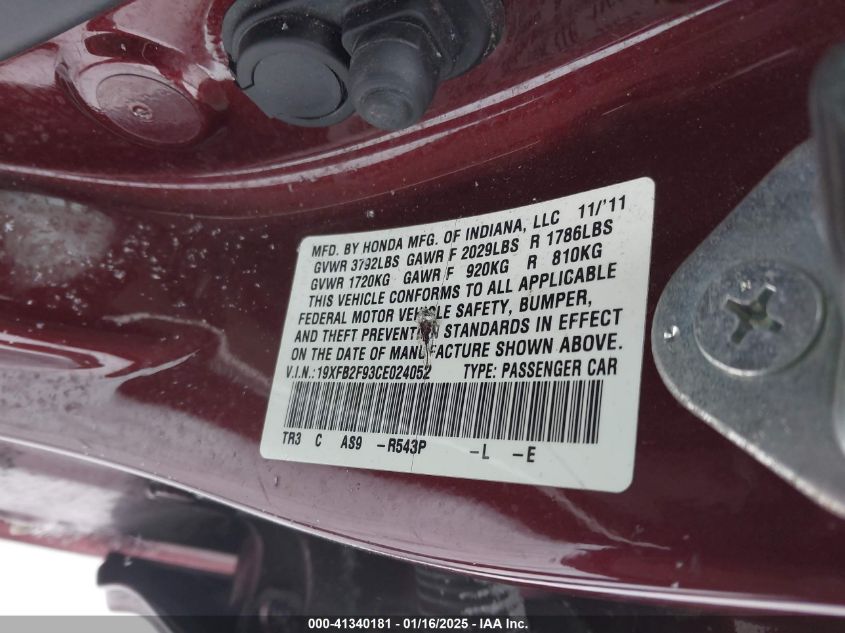 MFD. BY HONDA MFG. OF INDIANA, LLC 11/'11
GVWR 3792LBS GAWR F 2029LBS R 1786LBS
GVWR 1720KG GAWR F 920KG R 810KG
THIS VEHICLE CONFORMS TO ALL APPLICABLE
FEDERAL MOTOR VEHICLE SAFETY, BUMPER,
AND THEFT PREVENTION STANDARDS IN EFFECT
ON THE DATE OF MANUFACTURE SHOWN ABOVE.
V.I.N.: 19XFB2F93CE024052 TYPE: PASSENGER CAR
TR3 C AS9 -R543P -L -E
000-41340181 - 01/16/2025 - IAA Inc.